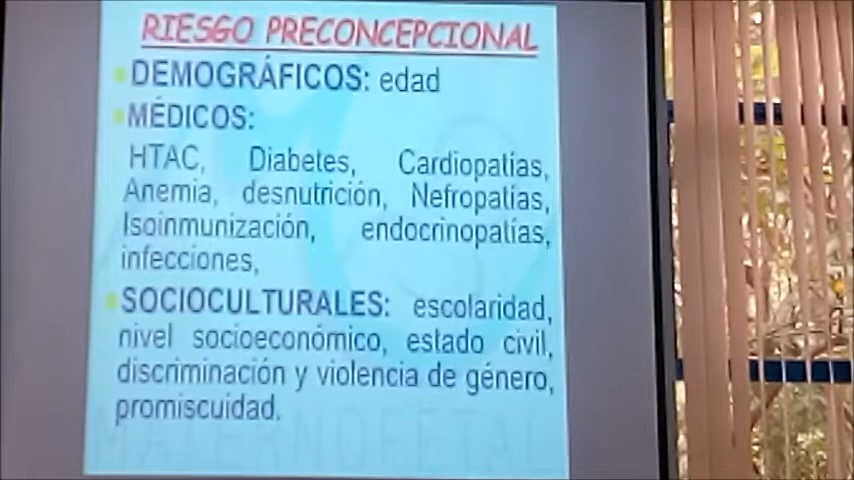 RIESGO PRECONCEPCIONAL
DEMOGRÁFICOS: edad
MÉDICOS:
HTAC, Diabetes, Cardiopatías,
Anemia, desnutrición, Nefropatías,
Isoinmunización, endocrinopatías,
infecciones,
SOCIOCULTURALES: escolaridad,
nivel socioeconómico, estado civil,
discriminación y violencia de género,
promiscuidad.
MATERNOFETAL